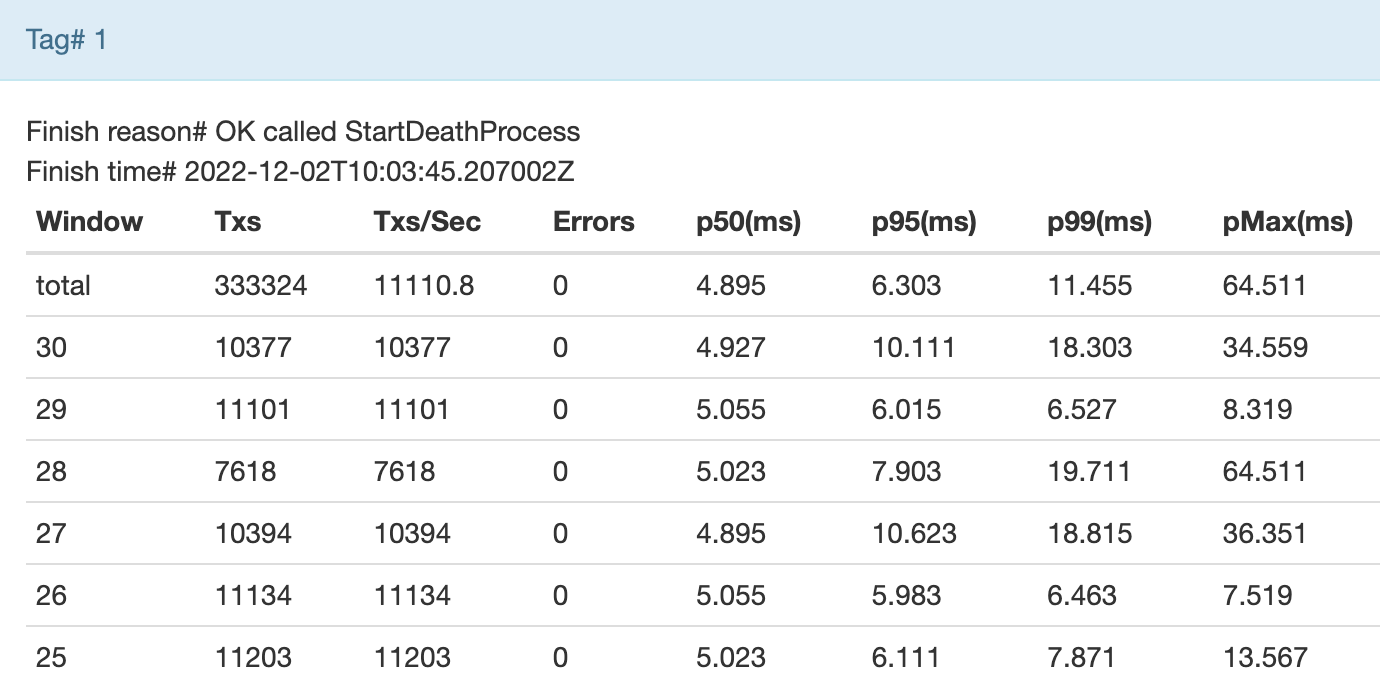 Tag# 1
Finish reason# OK called StartDeathProcess
Finish time# 2022-12-02T10:03:45.207002Z
Window Txs Txs/Sec Errors p50(ms) p95(ms) p99(ms) pMax(ms)
total 333324 11110.8 0 4.895 6.303 11.455 64.511
30 10377 10377 0 4.927 10.111 18.303 34.559
29 11101 11101 0 5.055 6.015 6.527 8.319
28 7618 7618 0 5.023 7.903 19.711 64.511
27 10394 10394 0 4.895 10.623 18.815 36.351
26 11134 11134 0 5.055 5.983 6.463 7.519
25 11203 11203 0 5.023 6.111 7.871 13.567